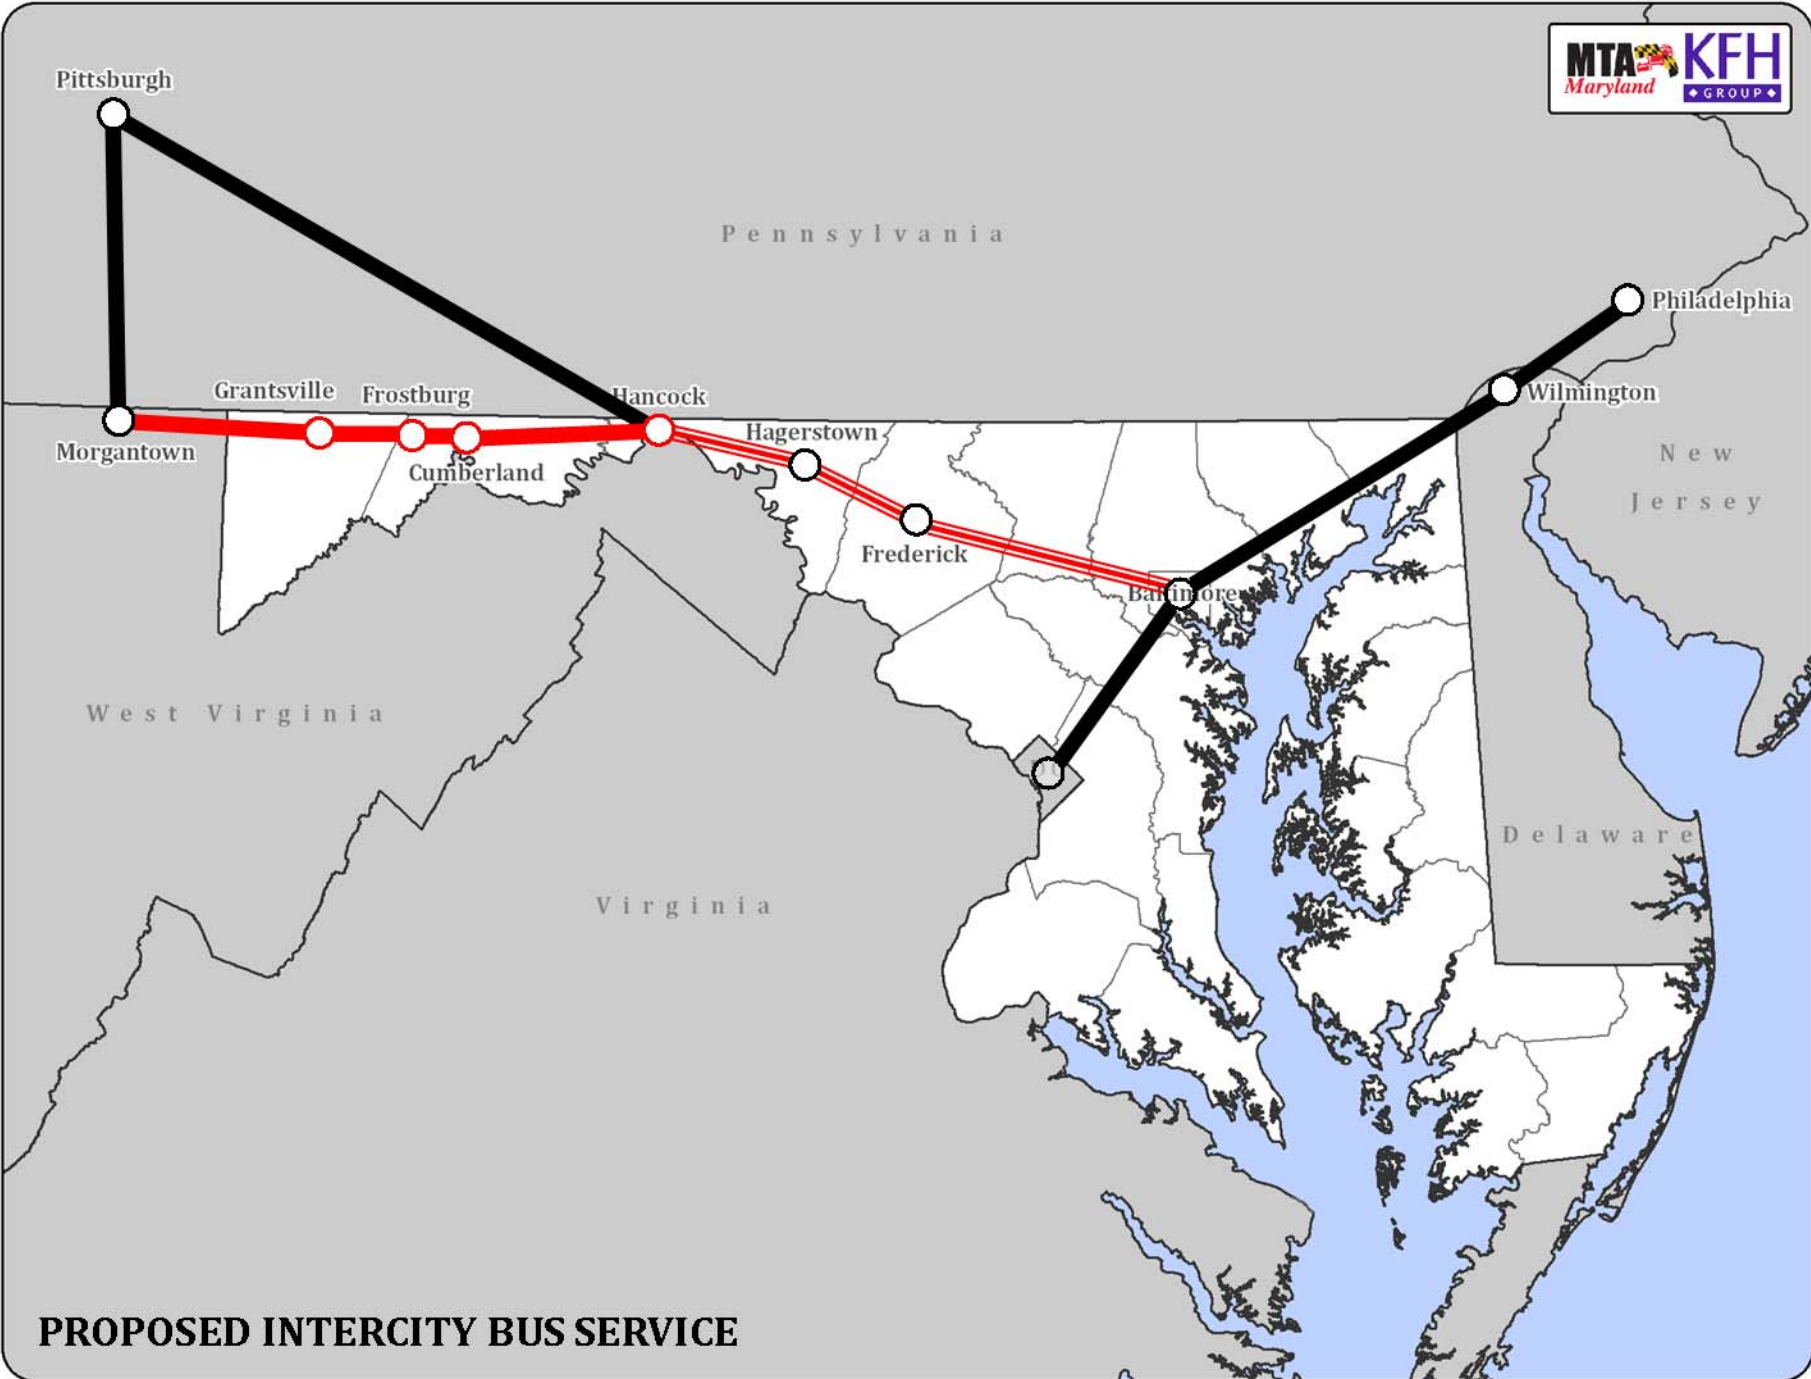 MTA
Maryland
KFH
GROUP
Pittsburgh
Pennsylvania
Philadelphia
Grantsville
Frostburg
Hancock
Wilmington
Hagerstown
Morgantown
Cumberland
New
Jersey
Frederick
Baltimore
West Virginia
DC
Delaware
Virginia
PROPOSED INTERCITY BUS SERVICE